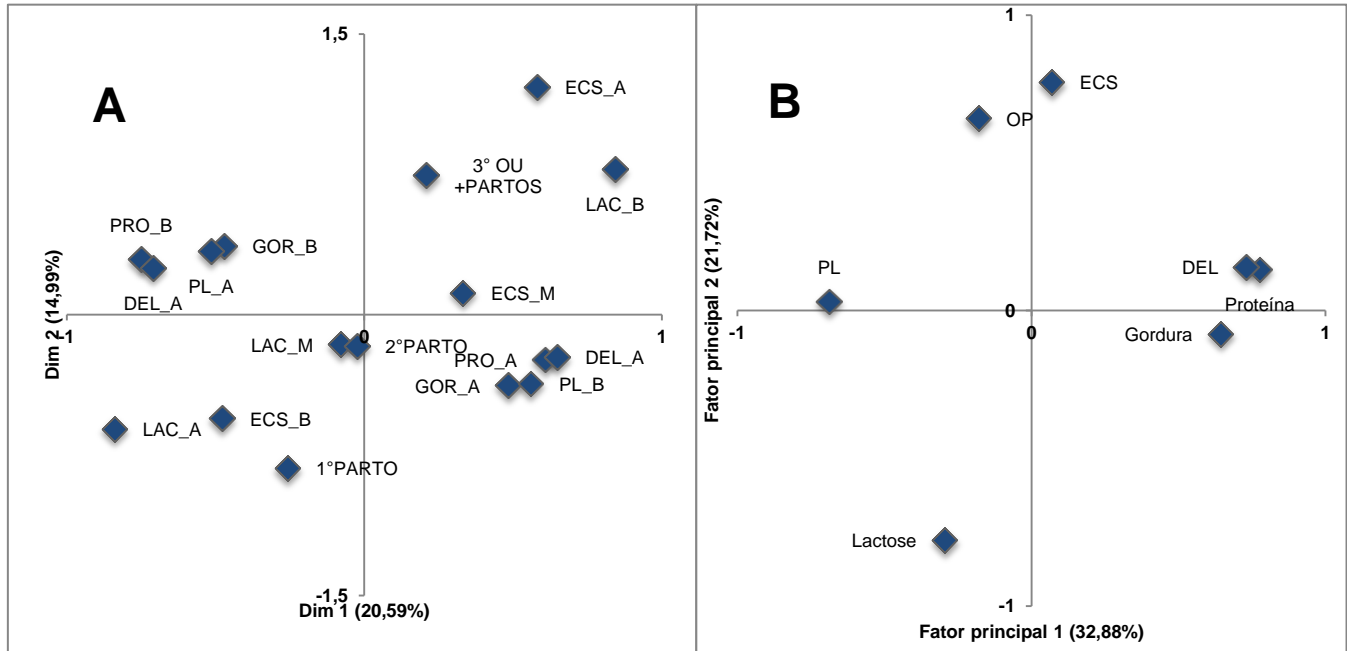 A
1,5
ECS_A
3° OU
+PARTOS
LAC_B
PRO_B
GOR_B
PL_A
DEL_A
ECS_M
Dim 2 (14,99%)
-1
0
1
LAC_M
2°PARTO
PRO_A
DEL_A
GOR_A
PL_B
LAC_A
ECS_B
1°PARTO
-1,5
Dim 1 (20,59%)
B
1
ECS
OP
Fator principal 2 (21,72%)
PL
DEL
Proteína
-1
0
0
1
Gordura
Lactose
-1
Fator principal 1 (32,88%)